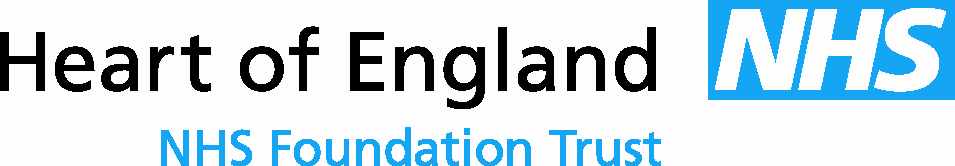 Heart of England NHS
NHS Foundation Trust